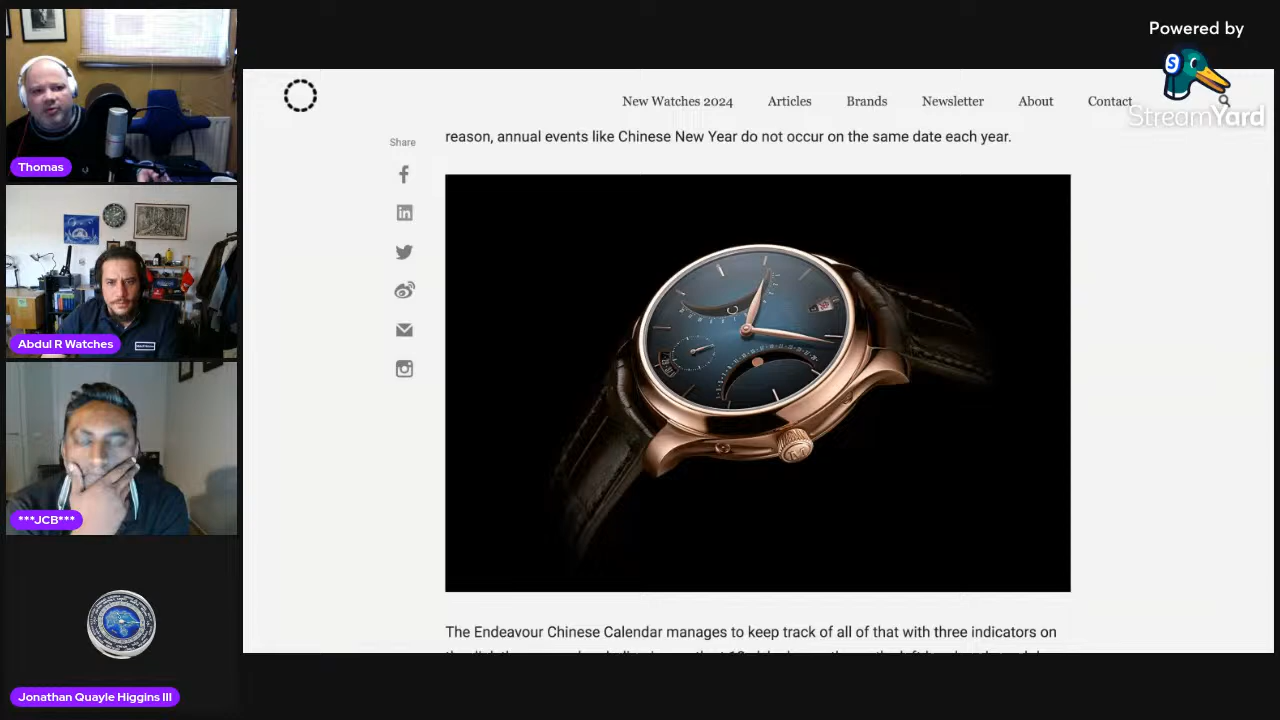 Powered by
S
StreamYard
New Watches 2024
Articles
Brands
Newsletter
About
Contact
Share
reason, annual events like Chinese New Year do not occur on the same date each year.
The Endeavour Chinese Calendar manages to keep track of all of that with three indicators on
Thomas
Abdul R Watches
***JCB***
Jonathan Quayle Higgins III